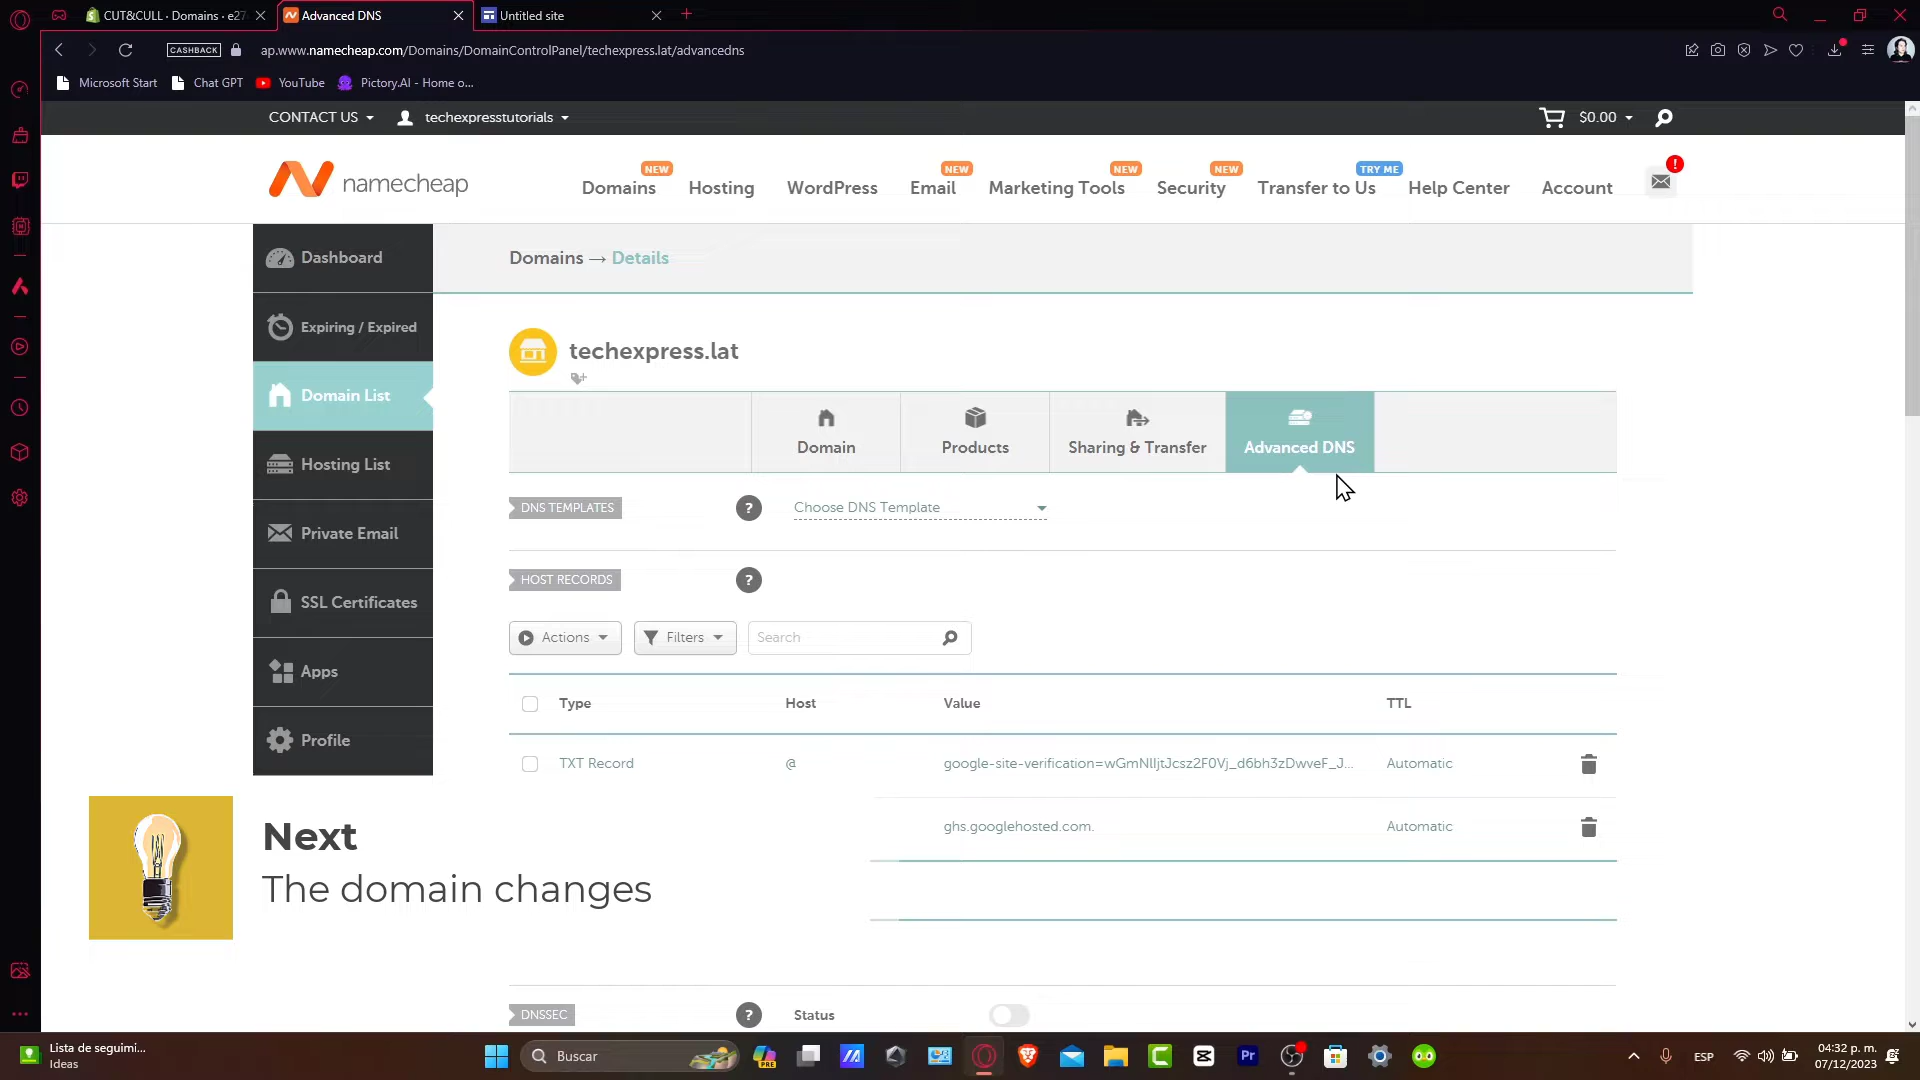 CUT&CULL · Domains · e27
Advanced DNS
Untitled site
CASHBACK
ap.www.namecheap.com/Domains/DomainControlPanel/techexpress.lat/advancedns
Microsoft Start
Chat GPT
YouTube
Pictory.AI - Home o...
CONTACT US
techexpresstutorials
$0.00
namecheap
NEW
Domains
Hosting
WordPress
NEW
Email
NEW
Marketing Tools
NEW
Security
TRY ME
Transfer to Us
Help Center
Account
Dashboard
Expiring / Expired
Domain List
Hosting List
Private Email
SSL Certificates
Apps
Profile
Domains → Details
techexpress.lat
Domain
Products
Sharing & Transfer
Advanced DNS
DNS TEMPLATES
?
Choose DNS Template
HOST RECORDS
?
Actions
Filters
Search
Type Host Value TTL
TXT Record @ google-site-verification=wGmNlIjtJcsz2F0Vj_d6bh3zDwveF_J... Automatic
ghs.googlehosted.com. Automatic
Next
The domain changes
DNSSEC
?
Status
Lista de seguimi...
Ideas
Buscar
PRE
Pr
ESP
04:32 p. m.
07/12/2023